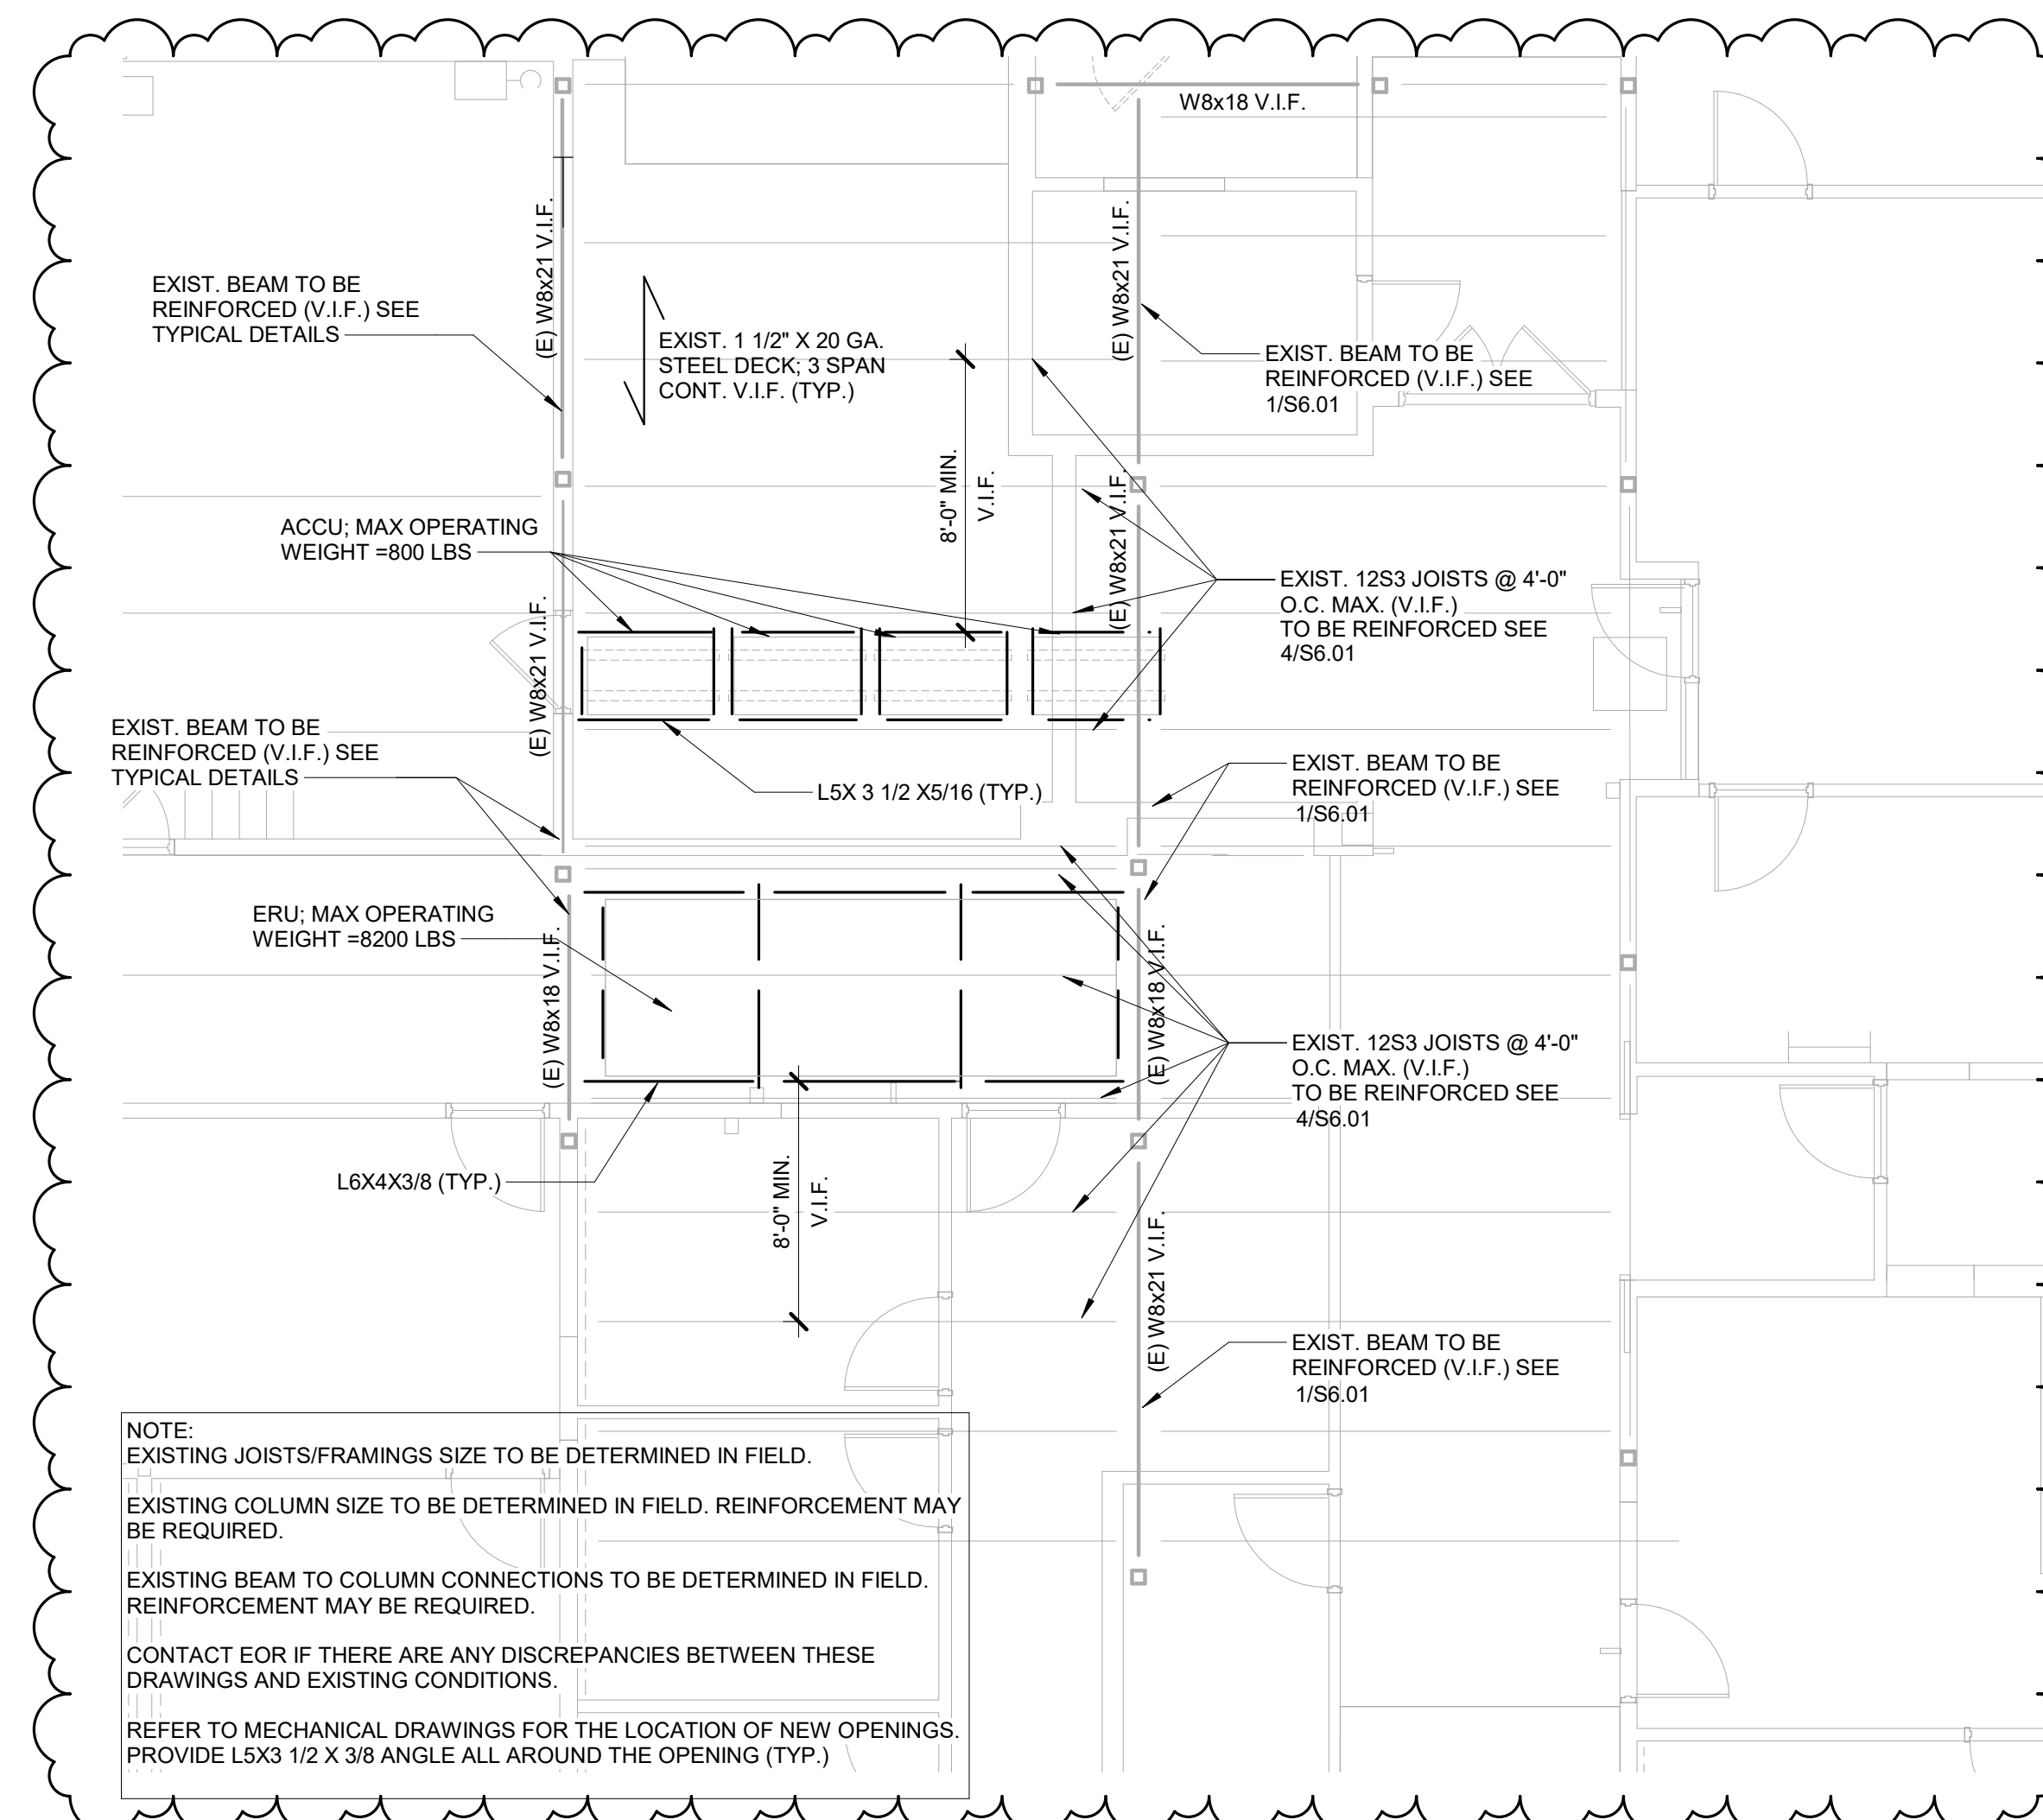 W8x18 V.I.F.
(E) W8x21 V.I.F.
(E) W8x21 V.I.F.
EXIST. BEAM TO BE
REINFORCED (V.I.F.) SEE
TYPICAL DETAILS
EXIST. 1 1/2" X 20 GA.
STEEL DECK; 3 SPAN
CONT. V.I.F. (TYP.)
EXIST. BEAM TO BE
REINFORCED (V.I.F.) SEE
1/S6.01
8'-0" MIN.
V.I.F.
(E) W8x21 V.I.F.
ACCU; MAX OPERATING
WEIGHT =800 LBS
EXIST. 12S3 JOISTS @ 4'-0"
O.C. MAX. (V.I.F.)
TO BE REINFORCED SEE
4/S6.01
(E) W8x21 V.I.F.
EXIST. BEAM TO BE
REINFORCED (V.I.F.) SEE
TYPICAL DETAILS
L5X 3 1/2 X5/16 (TYP.)
EXIST. BEAM TO BE
REINFORCED (V.I.F.) SEE
1/S6.01
ERU; MAX OPERATING
WEIGHT =8200 LBS
(E) W8x18 V.I.F.
(E) W8x18 V.I.F.
EXIST. 12S3 JOISTS @ 4'-0"
O.C. MAX. (V.I.F.)
TO BE REINFORCED SEE
4/S6.01
L6X4X3/8 (TYP.)
8'-0" MIN.
V.I.F.
(E) W8x21 V.I.F.
EXIST. BEAM TO BE
REINFORCED (V.I.F.) SEE
1/S6.01
NOTE:
EXISTING JOISTS/FRAMINGS SIZE TO BE DETERMINED IN FIELD.
EXISTING COLUMN SIZE TO BE DETERMINED IN FIELD. REINFORCEMENT MAY
BE REQUIRED.
EXISTING BEAM TO COLUMN CONNECTIONS TO BE DETERMINED IN FIELD.
REINFORCEMENT MAY BE REQUIRED.
CONTACT EOR IF THERE ARE ANY DISCREPANCIES BETWEEN THESE
DRAWINGS AND EXISTING CONDITIONS.
REFER TO MECHANICAL DRAWINGS FOR THE LOCATION OF NEW OPENINGS.
PROVIDE L5X3 1/2 X 3/8 ANGLE ALL AROUND THE OPENING (TYP.)